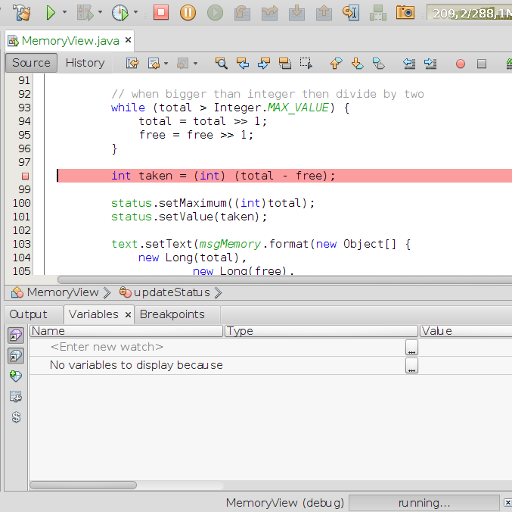 209,2/288,1M
MemoryView.java ×
Source History
91
92 // when bigger than integer then divide by two
93 while (total > Integer.MAX_VALUE) {
94 total = total >> 1;
95 free = free >> 1;
96 }
97
int taken = (int) (total - free);
99
100 status.setMaximum((int)total);
101 status.setValue(taken);
102
103 text.setText(msgMemory.format(new Object[] {
104 new Long(total),
105 new Long(free),
MemoryView updateStatus
Output Variables × Breakpoints
Name Type Value
<Enter new watch> ...
No variables to display because ...
MemoryView (debug) running...